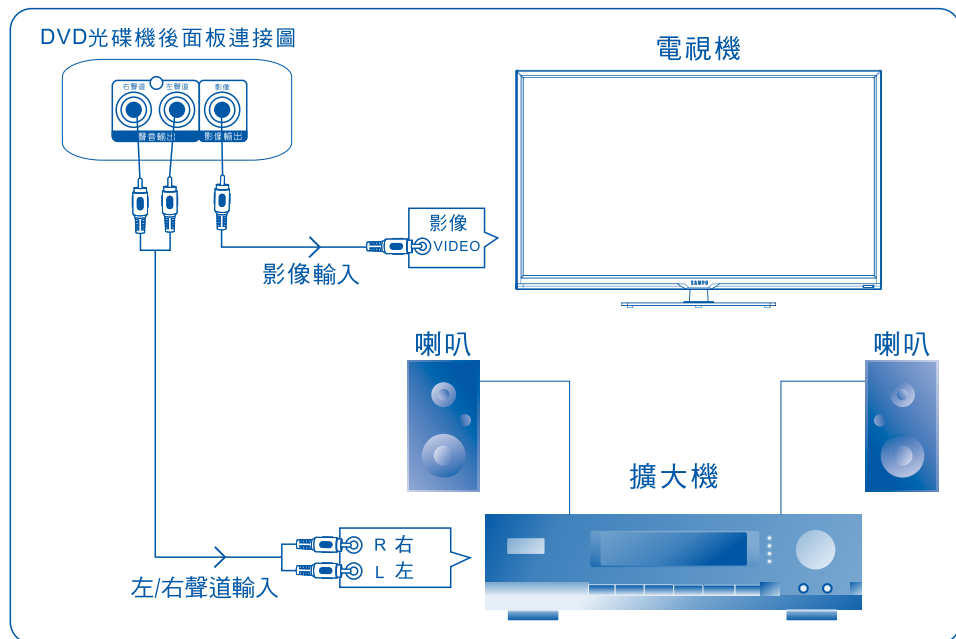 DVD光碟機後面板連接圖
電視機
右聲道 左聲道 影像
聲音輸出 影像輸出
影像
VIDEO
影像輸入
SAMPO
喇叭
喇叭
擴大機
R 右
L 左
左/右聲道輸入